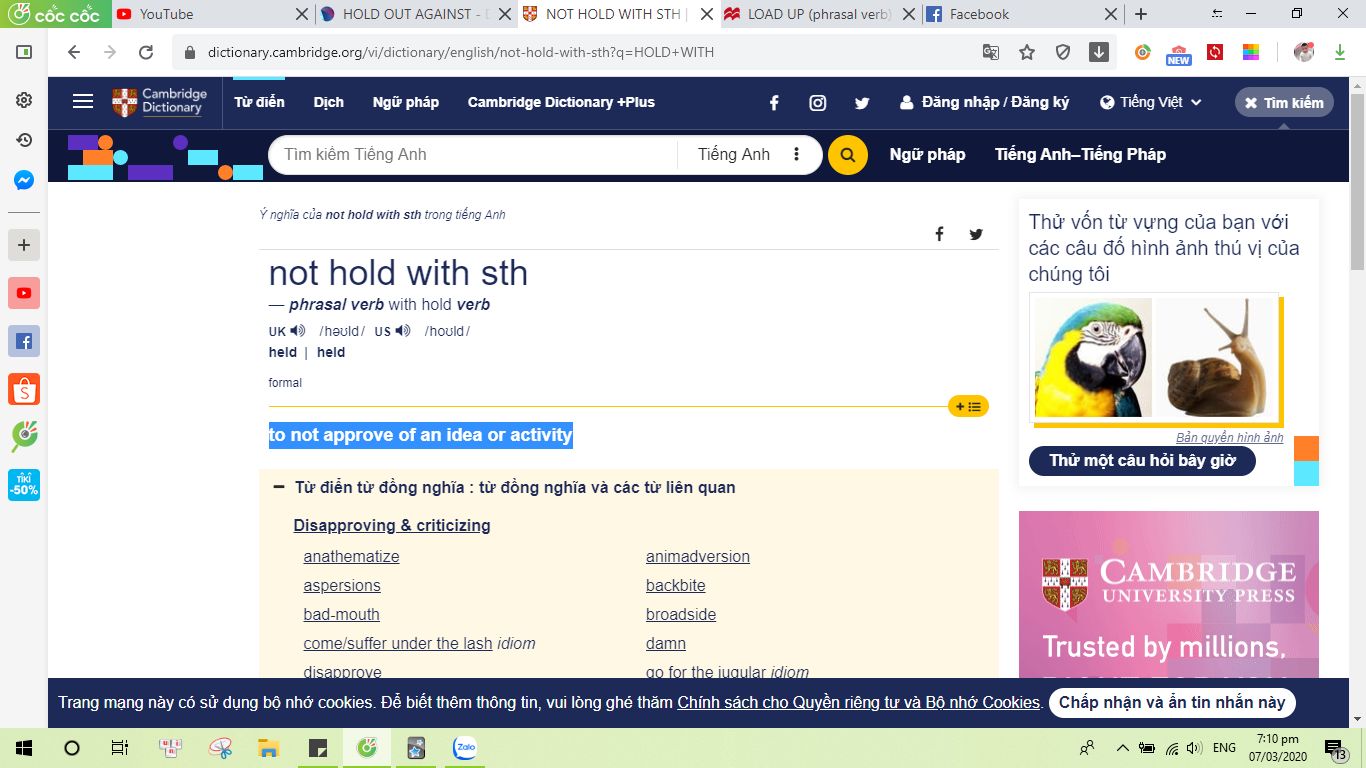 cốc cốc
YouTube
HOLD OUT AGAINST - D
NOT HOLD WITH STH |
LOAD UP (phrasal verb)
Facebook
dictionary.cambridge.org/vi/dictionary/english/not-hold-with-sth?q=HOLD+WITH
NEW
Cambridge
Dictionary
Từ điển
Dịch
Ngữ pháp
Cambridge Dictionary +Plus
Đăng nhập / Đăng ký
Tiếng Việt
Tìm kiếm
Tìm kiếm Tiếng Anh
Tiếng Anh
Ngữ pháp
Tiếng Anh–Tiếng Pháp
Ý nghĩa của not hold with sth trong tiếng Anh
not hold with sth
— phrasal verb with hold verb
UK /həʊld/ US /hoʊld/
held | held
formal
to not approve of an idea or activity
Từ điển từ đồng nghĩa : từ đồng nghĩa và các từ liên quan
Disapproving & criticizing
anathematize
animadversion
aspersions
backbite
bad-mouth
broadside
come/suffer under the lash idiom
damn
disapprove
go for the jugular idiom
Thử vốn từ vựng của bạn với
các câu đố hình ảnh thú vị của
chúng tôi
Bản quyền hình ảnh
Thử một câu hỏi bây giờ
CAMBRIDGE
UNIVERSITY PRESS
Trusted by millions,
TIKI
-50%
Trang mạng này có sử dụng bộ nhớ cookies. Để biết thêm thông tin, vui lòng ghé thăm Chính sách cho Quyền riêng tư và Bộ nhớ Cookies.
Chấp nhận và ẩn tin nhắn này
Zalo
ENG
7:10 pm
07/03/2020
13